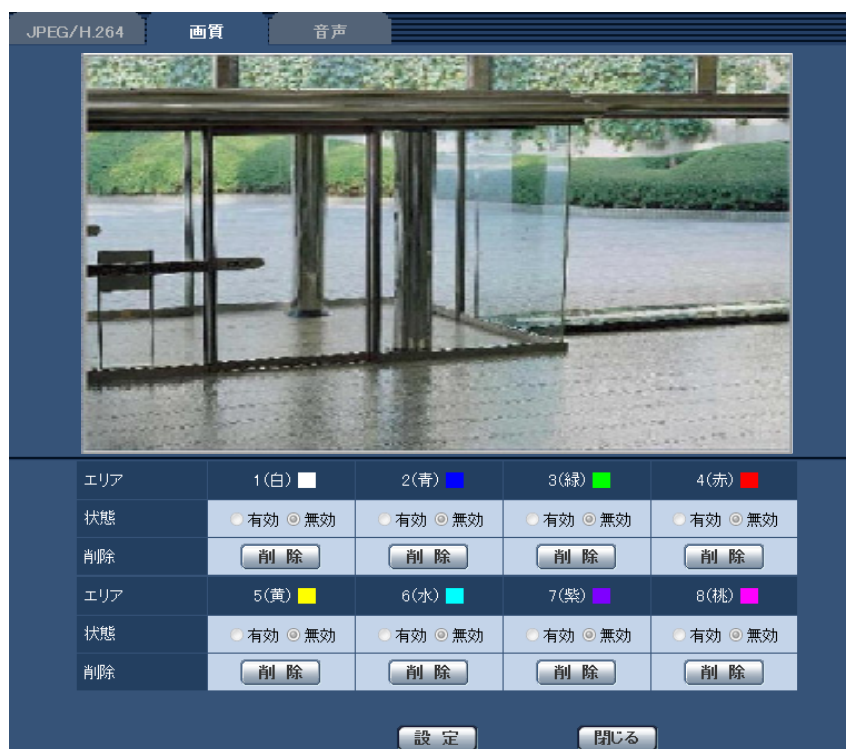 JPEG/H.264 画質 音声
エリア 1(白) 2(青) 3(緑) 4(赤)
状態 有効 無効 有効 無効 有効 無効 有効 無効
削除 削除 削除 削除 削除
エリア 5(黄) 6(水) 7(紫) 8(桃)
状態 有効 無効 有効 無効 有効 無効 有効 無効
削除 削除 削除 削除 削除
設定 閉じる